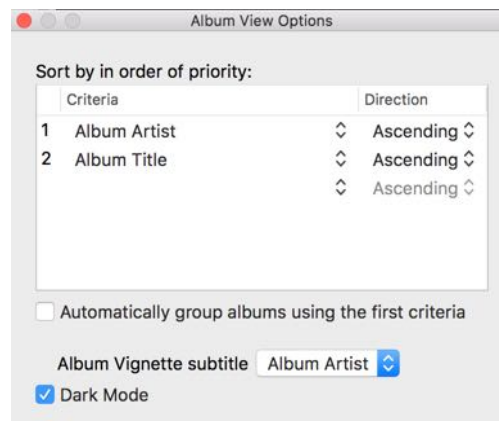 Album View Options
Sort by in order of priority:
Criteria Direction
1 Album Artist Ascending
2 Album Title Ascending
Ascending
Automatically group albums using the first criteria
Album Vignette subtitle Album Artist
Dark Mode